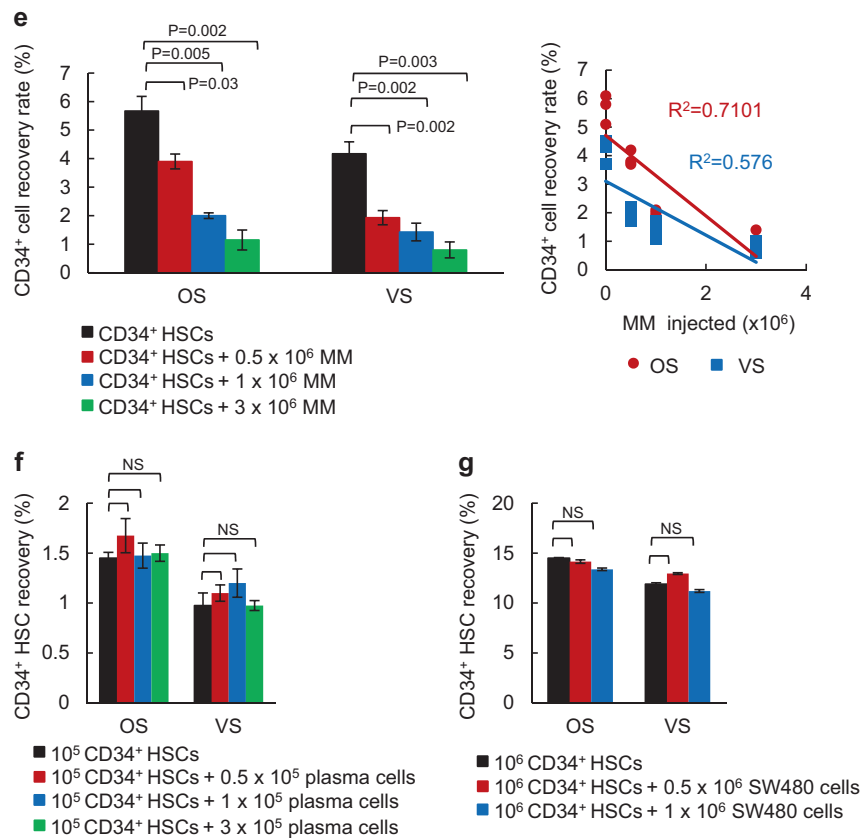 e
CD34⁺ cell recovery rate (%)
7
6
5
4
3
2
1
0
P=0.002
P=0.005
P=0.03
P=0.003
P=0.002
P=0.002
OS
VS
CD34⁺ HSCs
CD34⁺ HSCs + 0.5 x 10⁶ MM
CD34⁺ HSCs + 1 x 10⁶ MM
CD34⁺ HSCs + 3 x 10⁶ MM
CD34⁺ cell recovery rate (%)
7
6
5
4
3
2
1
0
R²=0.7101
R²=0.576
0
2
4
MM injected (x10⁶)
OS
VS
f
CD34⁺ HSC recovery (%)
2
1.5
1
0.5
0
NS
NS
OS
VS
10⁵ CD34⁺ HSCs
10⁵ CD34⁺ HSCs + 0.5 x 10⁵ plasma cells
10⁵ CD34⁺ HSCs + 1 x 10⁵ plasma cells
10⁵ CD34⁺ HSCs + 3 x 10⁵ plasma cells
g
CD34⁺ HSC recovery (%)
20
15
10
5
0
NS
NS
OS
VS
10⁶ CD34⁺ HSCs
10⁶ CD34⁺ HSCs + 0.5 x 10⁶ SW480 cells
10⁶ CD34⁺ HSCs + 1 x 10⁶ SW480 cells